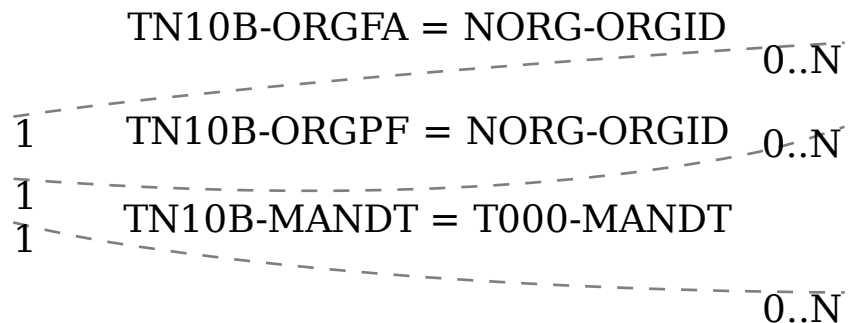 TN10B-ORGFA = NORG-ORGID
0..N
1
TN10B-ORGPF = NORG-ORGID
0..N
1
TN10B-MANDT = T000-MANDT
1
0..N